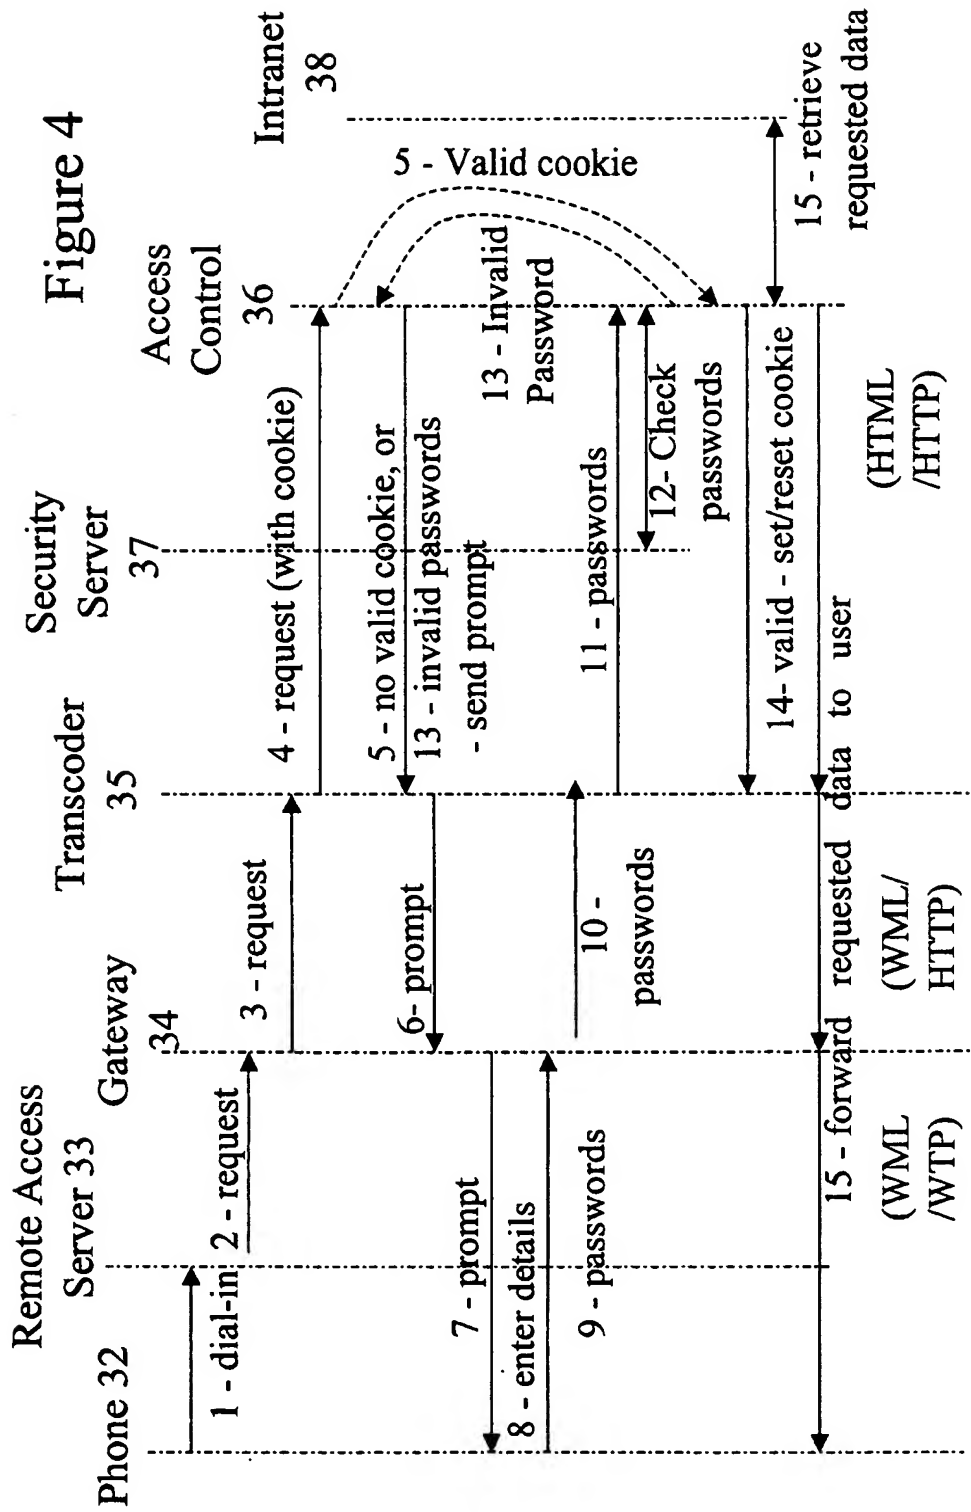 Figure 4
Phone 32
Remote Access
Server 33
Gateway
34
Transcoder
35
Security
Server
37
Access
Control
36
Intranet
38
1 - dial-in
2 - request
3 - request
4 - request (with cookie)
5 - Valid cookie
5 - no valid cookie, or
13 - invalid passwords
- send prompt
6- prompt
7 - prompt
8 - enter details
9 - passwords
10 -
passwords
11 - passwords
12- Check
passwords
13 - Invalid
Password
14- valid - set/reset cookie
15 - retrieve
requested data
15 - forward requested data to user
(WML
/WTP)
(WML/
HTTP)
(HTML
/HTTP)